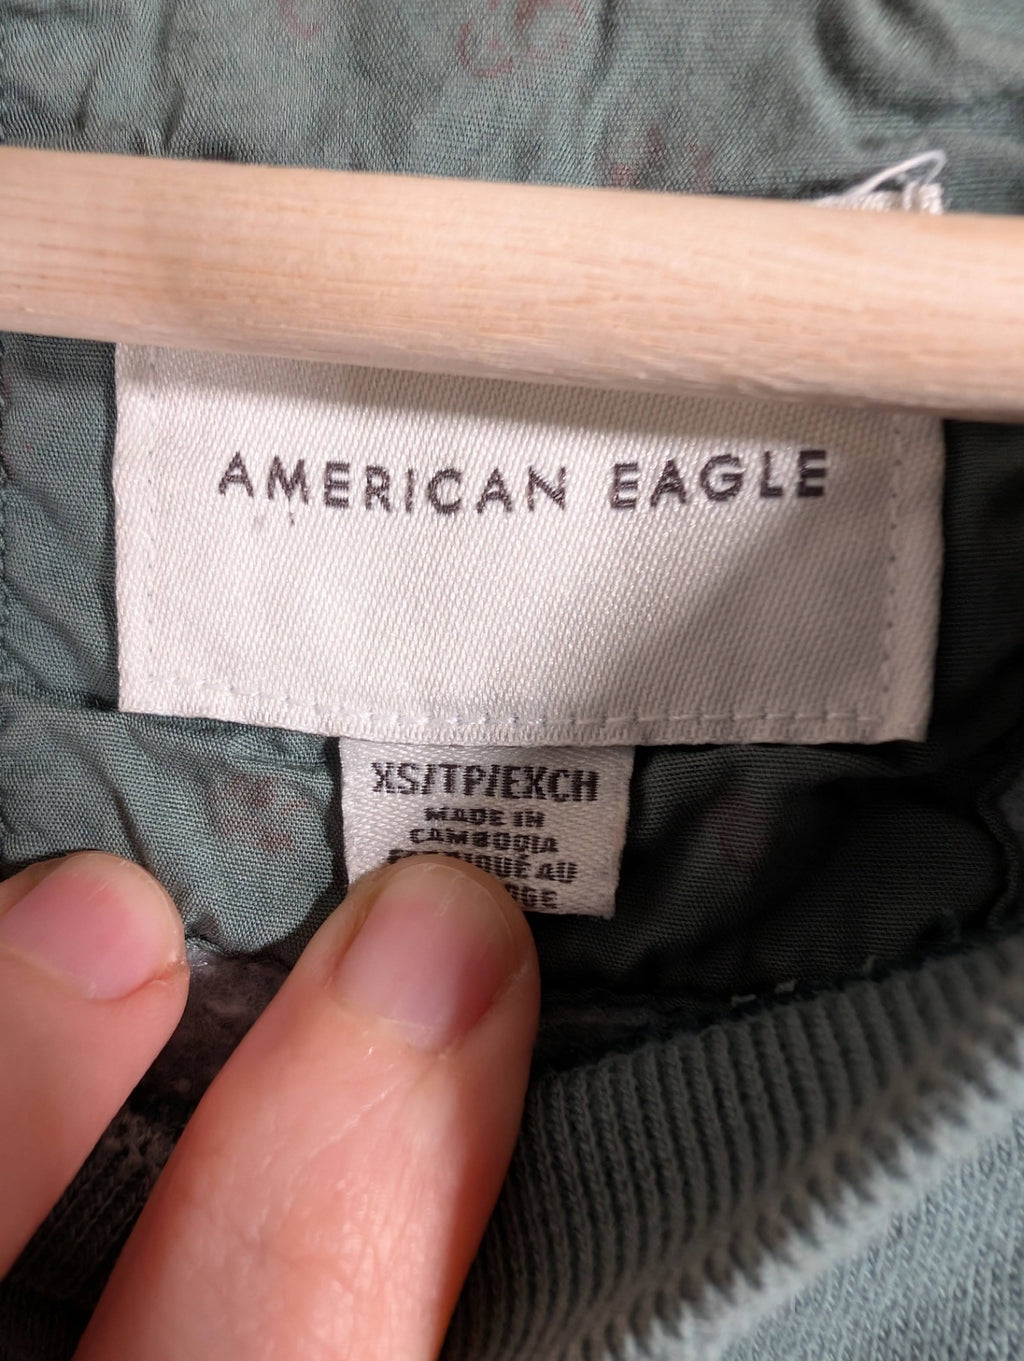 AMERICAN EAGLE
XS/TP/EXCH
MADE IN
CAMBODIA
AU